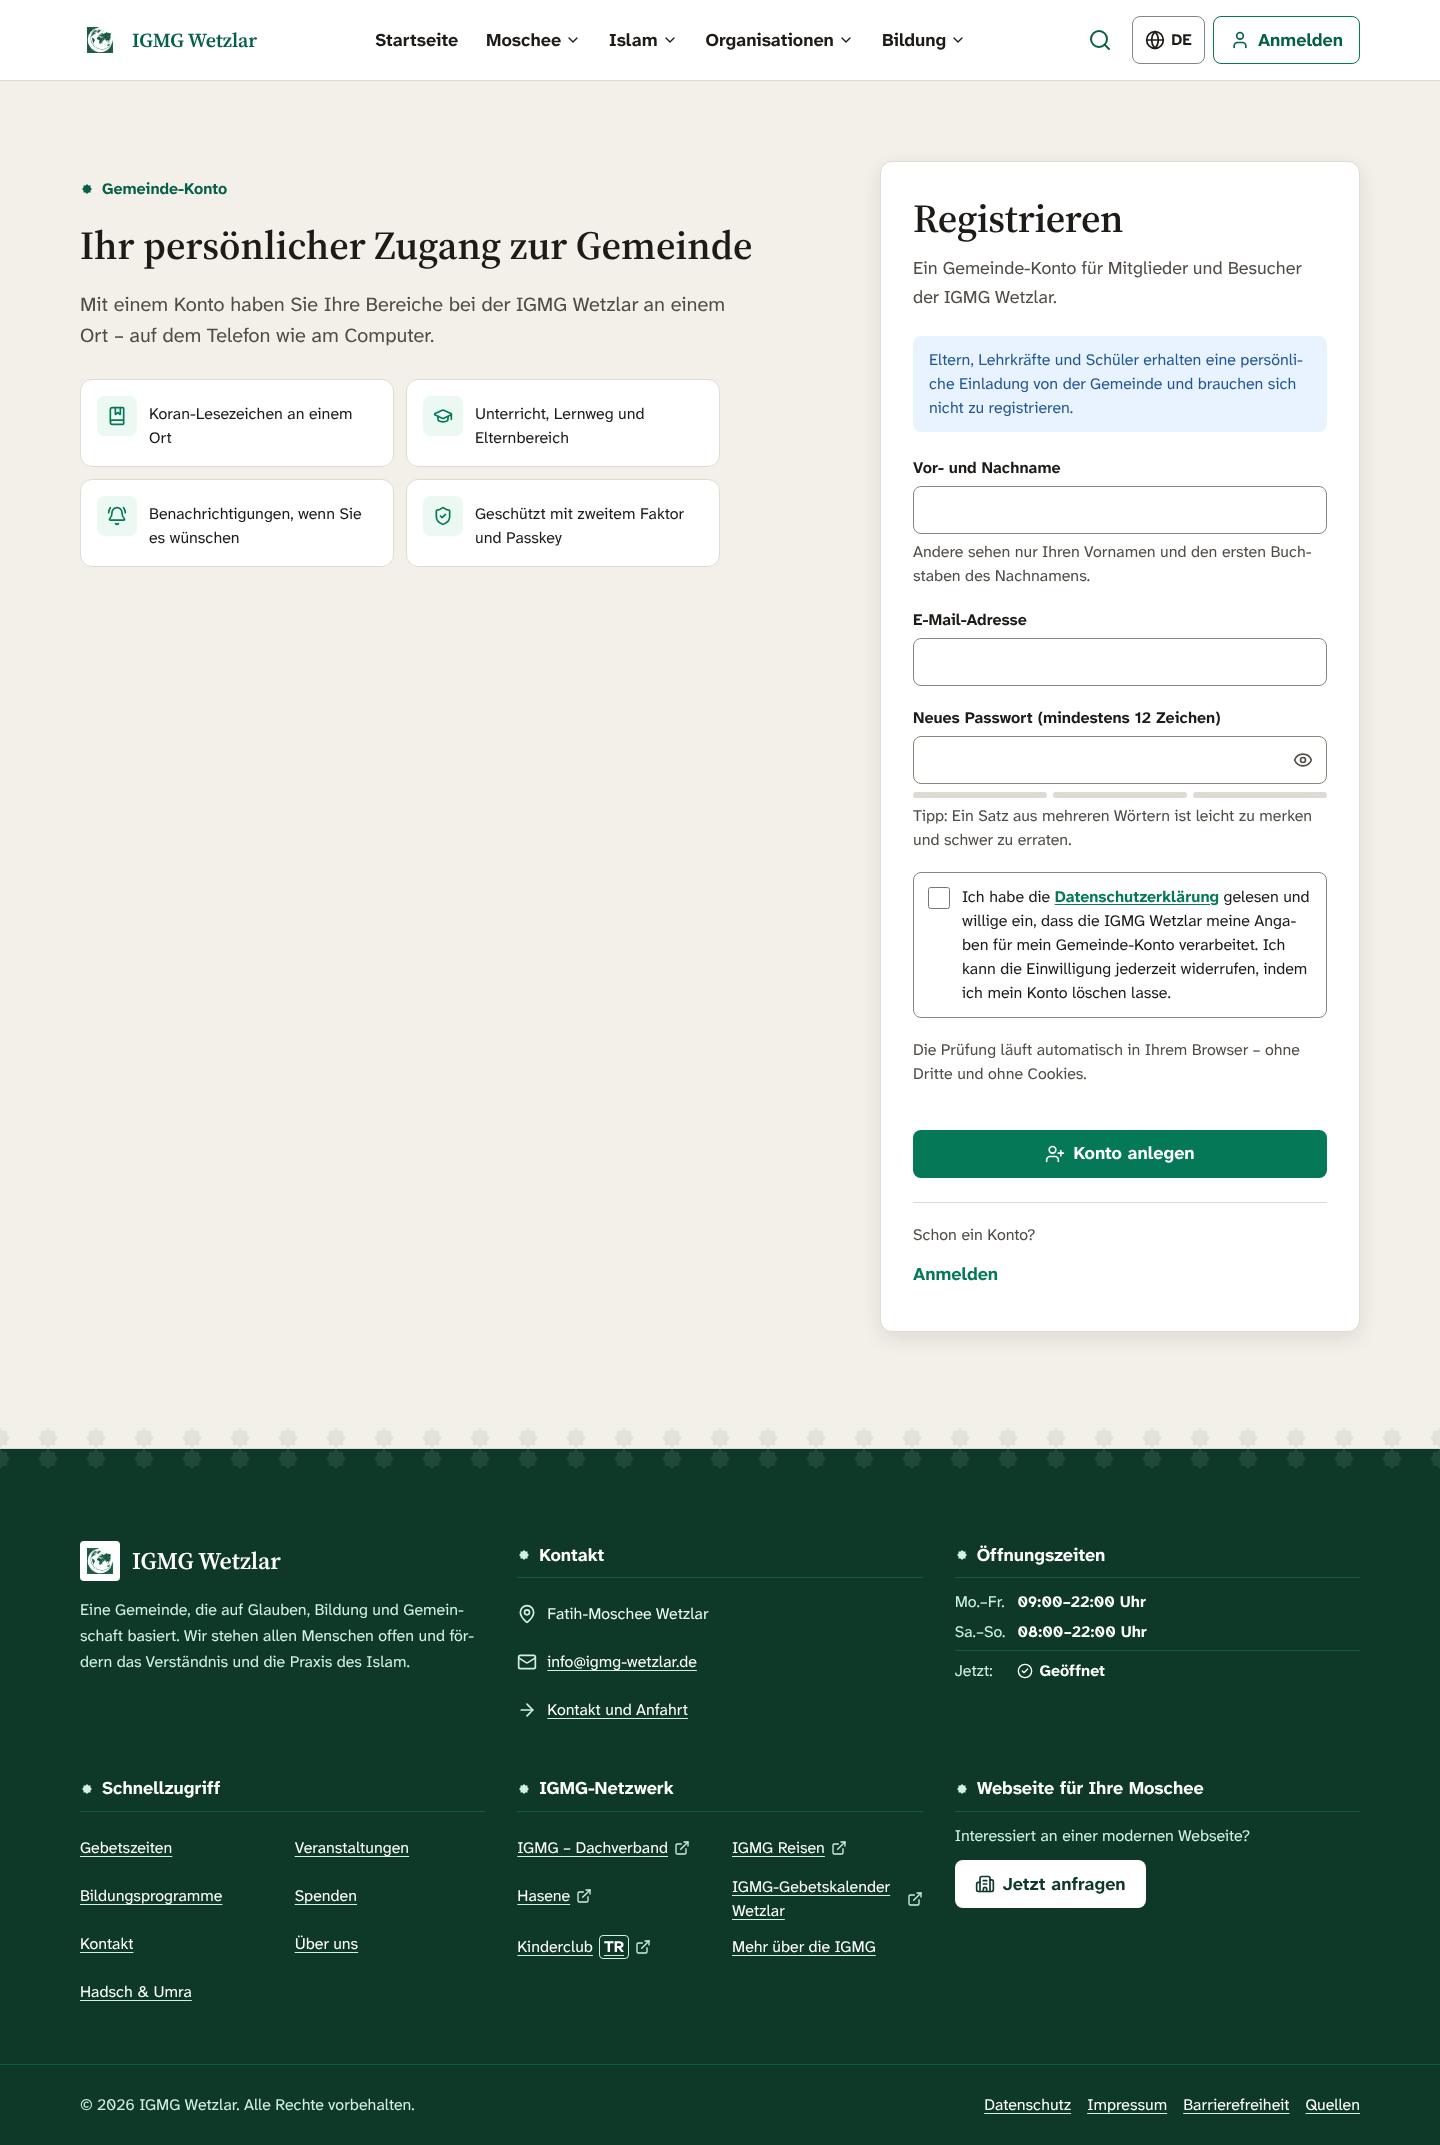 IGMG Wetzlar
Startseite
Moschee
Islam
Organisationen
Bildung
DE
Anmelden
Gemeinde-Konto
Ihr persönlicher Zugang zur Gemeinde
Mit einem Konto haben Sie Ihre Bereiche bei der IGMG Wetzlar an einem
Ort – auf dem Telefon wie am Computer.
Koran-Lesezeichen an einem
Ort
Unterricht, Lernweg und
Elternbereich
Benachrichtigungen, wenn Sie
es wünschen
Geschützt mit zweitem Faktor
und Passkey
Registrieren
Ein Gemeinde-Konto für Mitglieder und Besucher
der IGMG Wetzlar.
Eltern, Lehrkräfte und Schüler erhalten eine persönli-
che Einladung von der Gemeinde und brauchen sich
nicht zu registrieren.
Vor- und Nachname
Andere sehen nur Ihren Vornamen und den ersten Buch-
staben des Nachnamens.
E-Mail-Adresse
Neues Passwort (mindestens 12 Zeichen)
Tipp: Ein Satz aus mehreren Wörtern ist leicht zu merken
und schwer zu erraten.
Ich habe die Datenschutzerklärung gelesen und
willige ein, dass die IGMG Wetzlar meine Anga-
ben für mein Gemeinde-Konto verarbeitet. Ich
kann die Einwilligung jederzeit widerrufen, indem
ich mein Konto löschen lasse.
Die Prüfung läuft automatisch in Ihrem Browser – ohne
Dritte und ohne Cookies.
Konto anlegen
Schon ein Konto?
Anmelden
IGMG Wetzlar
Eine Gemeinde, die auf Glauben, Bildung und Gemein-
schaft basiert. Wir stehen allen Menschen offen und för-
dern das Verständnis und die Praxis des Islam.
Kontakt
Fatih-Moschee Wetzlar
info@igmg-wetzlar.de
Kontakt und Anfahrt
Öffnungszeiten
Mo.–Fr. 09:00–22:00 Uhr
Sa.–So. 08:00–22:00 Uhr
Jetzt: Geöffnet
Schnellzugriff
Gebetszeiten
Veranstaltungen
Bildungsprogramme
Spenden
Kontakt
Über uns
Hadsch & Umra
IGMG-Netzwerk
IGMG – Dachverband
IGMG Reisen
Hasene
IGMG-Gebetskalender
Wetzlar
Kinderclub TR
Mehr über die IGMG
Webseite für Ihre Moschee
Interessiert an einer modernen Webseite?
Jetzt anfragen
© 2026 IGMG Wetzlar. Alle Rechte vorbehalten.
Datenschutz
Impressum
Barrierefreiheit
Quellen